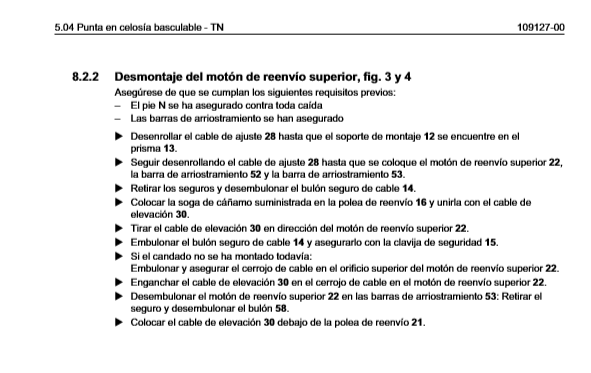 5.04 Punta en celosía basculable - TN
109127-00
8.2.2 Desmontaje del motón de reenvío superior, fig. 3 y 4
Asegúrese de que se cumplan los siguientes requisitos previos:
– El pie N se ha asegurado contra toda caída
– Las barras de arriostramiento se han asegurado
▶ Desenrollar el cable de ajuste 28 hasta que el soporte de montaje 12 se encuentre en el
prisma 13.
▶ Seguir desenrollando el cable de ajuste 28 hasta que se coloque el motón de reenvío superior 22,
la barra de arriostramiento 52 y la barra de arriostramiento 53.
▶ Retirar los seguros y desembulonar el bulón seguro de cable 14.
▶ Colocar la soga de cáñamo suministrada en la polea de reenvío 16 y unirla con el cable de
elevación 30.
▶ Tirar el cable de elevación 30 en dirección del motón de reenvío superior 22.
▶ Embulonar el bulón seguro de cable 14 y asegurarlo con la clavija de seguridad 15.
▶ Si el candado no se ha montado todavía:
Embulonar y asegurar el cerrojo de cable en el orificio superior del motón de reenvío superior 22.
▶ Enganchar el cable de elevación 30 en el cerrojo de cable en el motón de reenvío superior 22.
▶ Desembulonar el motón de reenvío superior 22 en las barras de arriostramiento 53: Retirar el
seguro y desembulonar el bulón 58.
▶ Colocar el cable de elevación 30 debajo de la polea de reenvío 21.